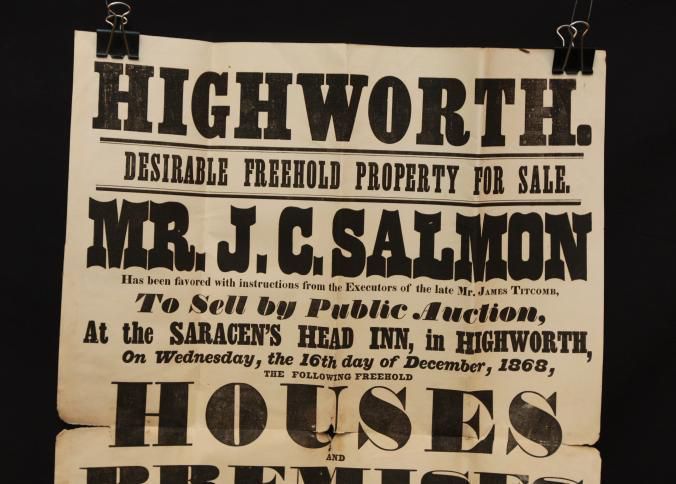 HIGHWORTH.
DESIRABLE FREEHOLD PROPERTY FOR SALE.
MR. J. C. SALMON
Has been favored with instructions from the Executors of the late Mr. JAMES TITCOMB,
To Sell by Public Auction,
At the SARACEN'S HEAD INN, in HIGHWORTH,
On Wednesday, the 16th day of December, 1868,
THE FOLLOWING FREEHOLD
HOUSES
AND
PREMISES